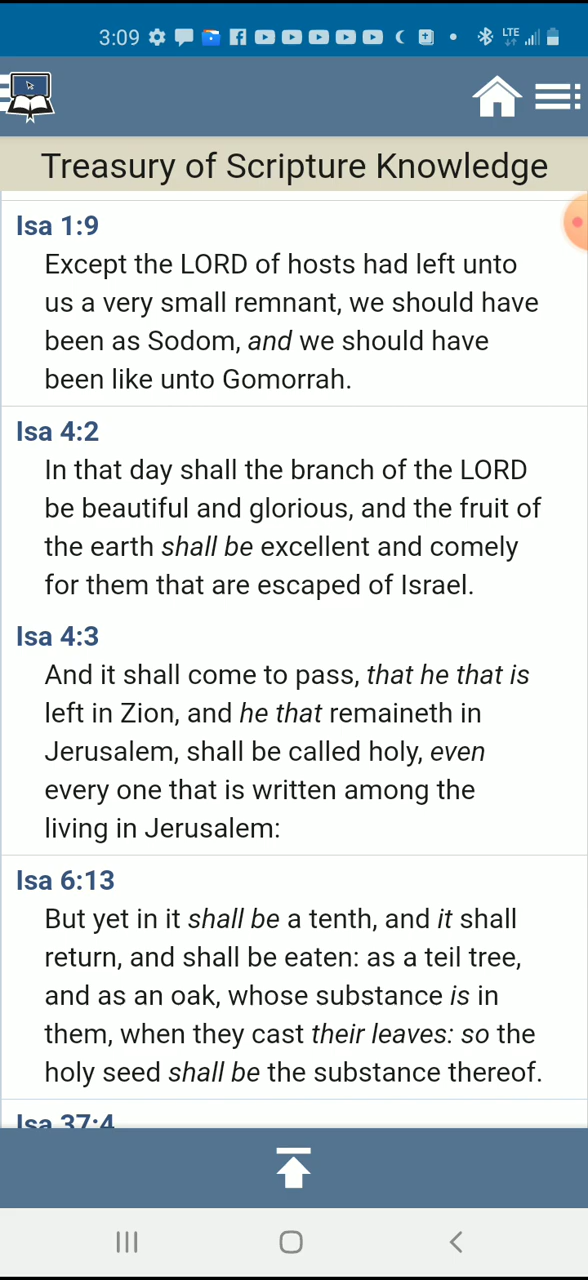 3:09
LTE
Treasury of Scripture Knowledge
Isa 1:9
Except the LORD of hosts had left unto
us a very small remnant, we should have
been as Sodom, and we should have
been like unto Gomorrah.
Isa 4:2
In that day shall the branch of the LORD
be beautiful and glorious, and the fruit of
the earth shall be excellent and comely
for them that are escaped of Israel.
Isa 4:3
And it shall come to pass, that he that is
left in Zion, and he that remaineth in
Jerusalem, shall be called holy, even
every one that is written among the
living in Jerusalem:
Isa 6:13
But yet in it shall be a tenth, and it shall
return, and shall be eaten: as a teil tree,
and as an oak, whose substance is in
them, when they cast their leaves: so the
holy seed shall be the substance thereof.
Isa 37:4